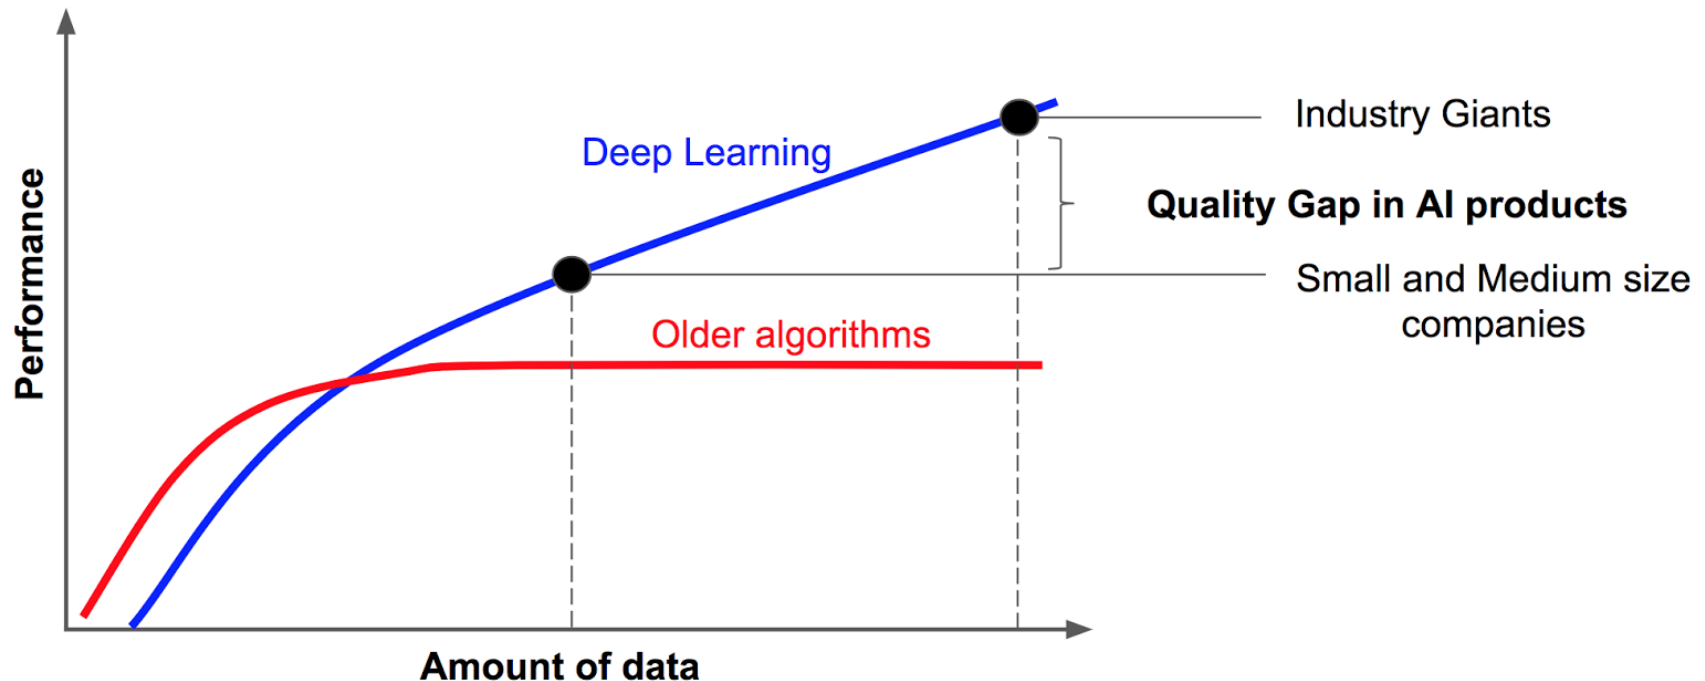 Industry Giants
Deep Learning
Quality Gap in AI products
Small and Medium size
companies
Older algorithms
Performance
Amount of data